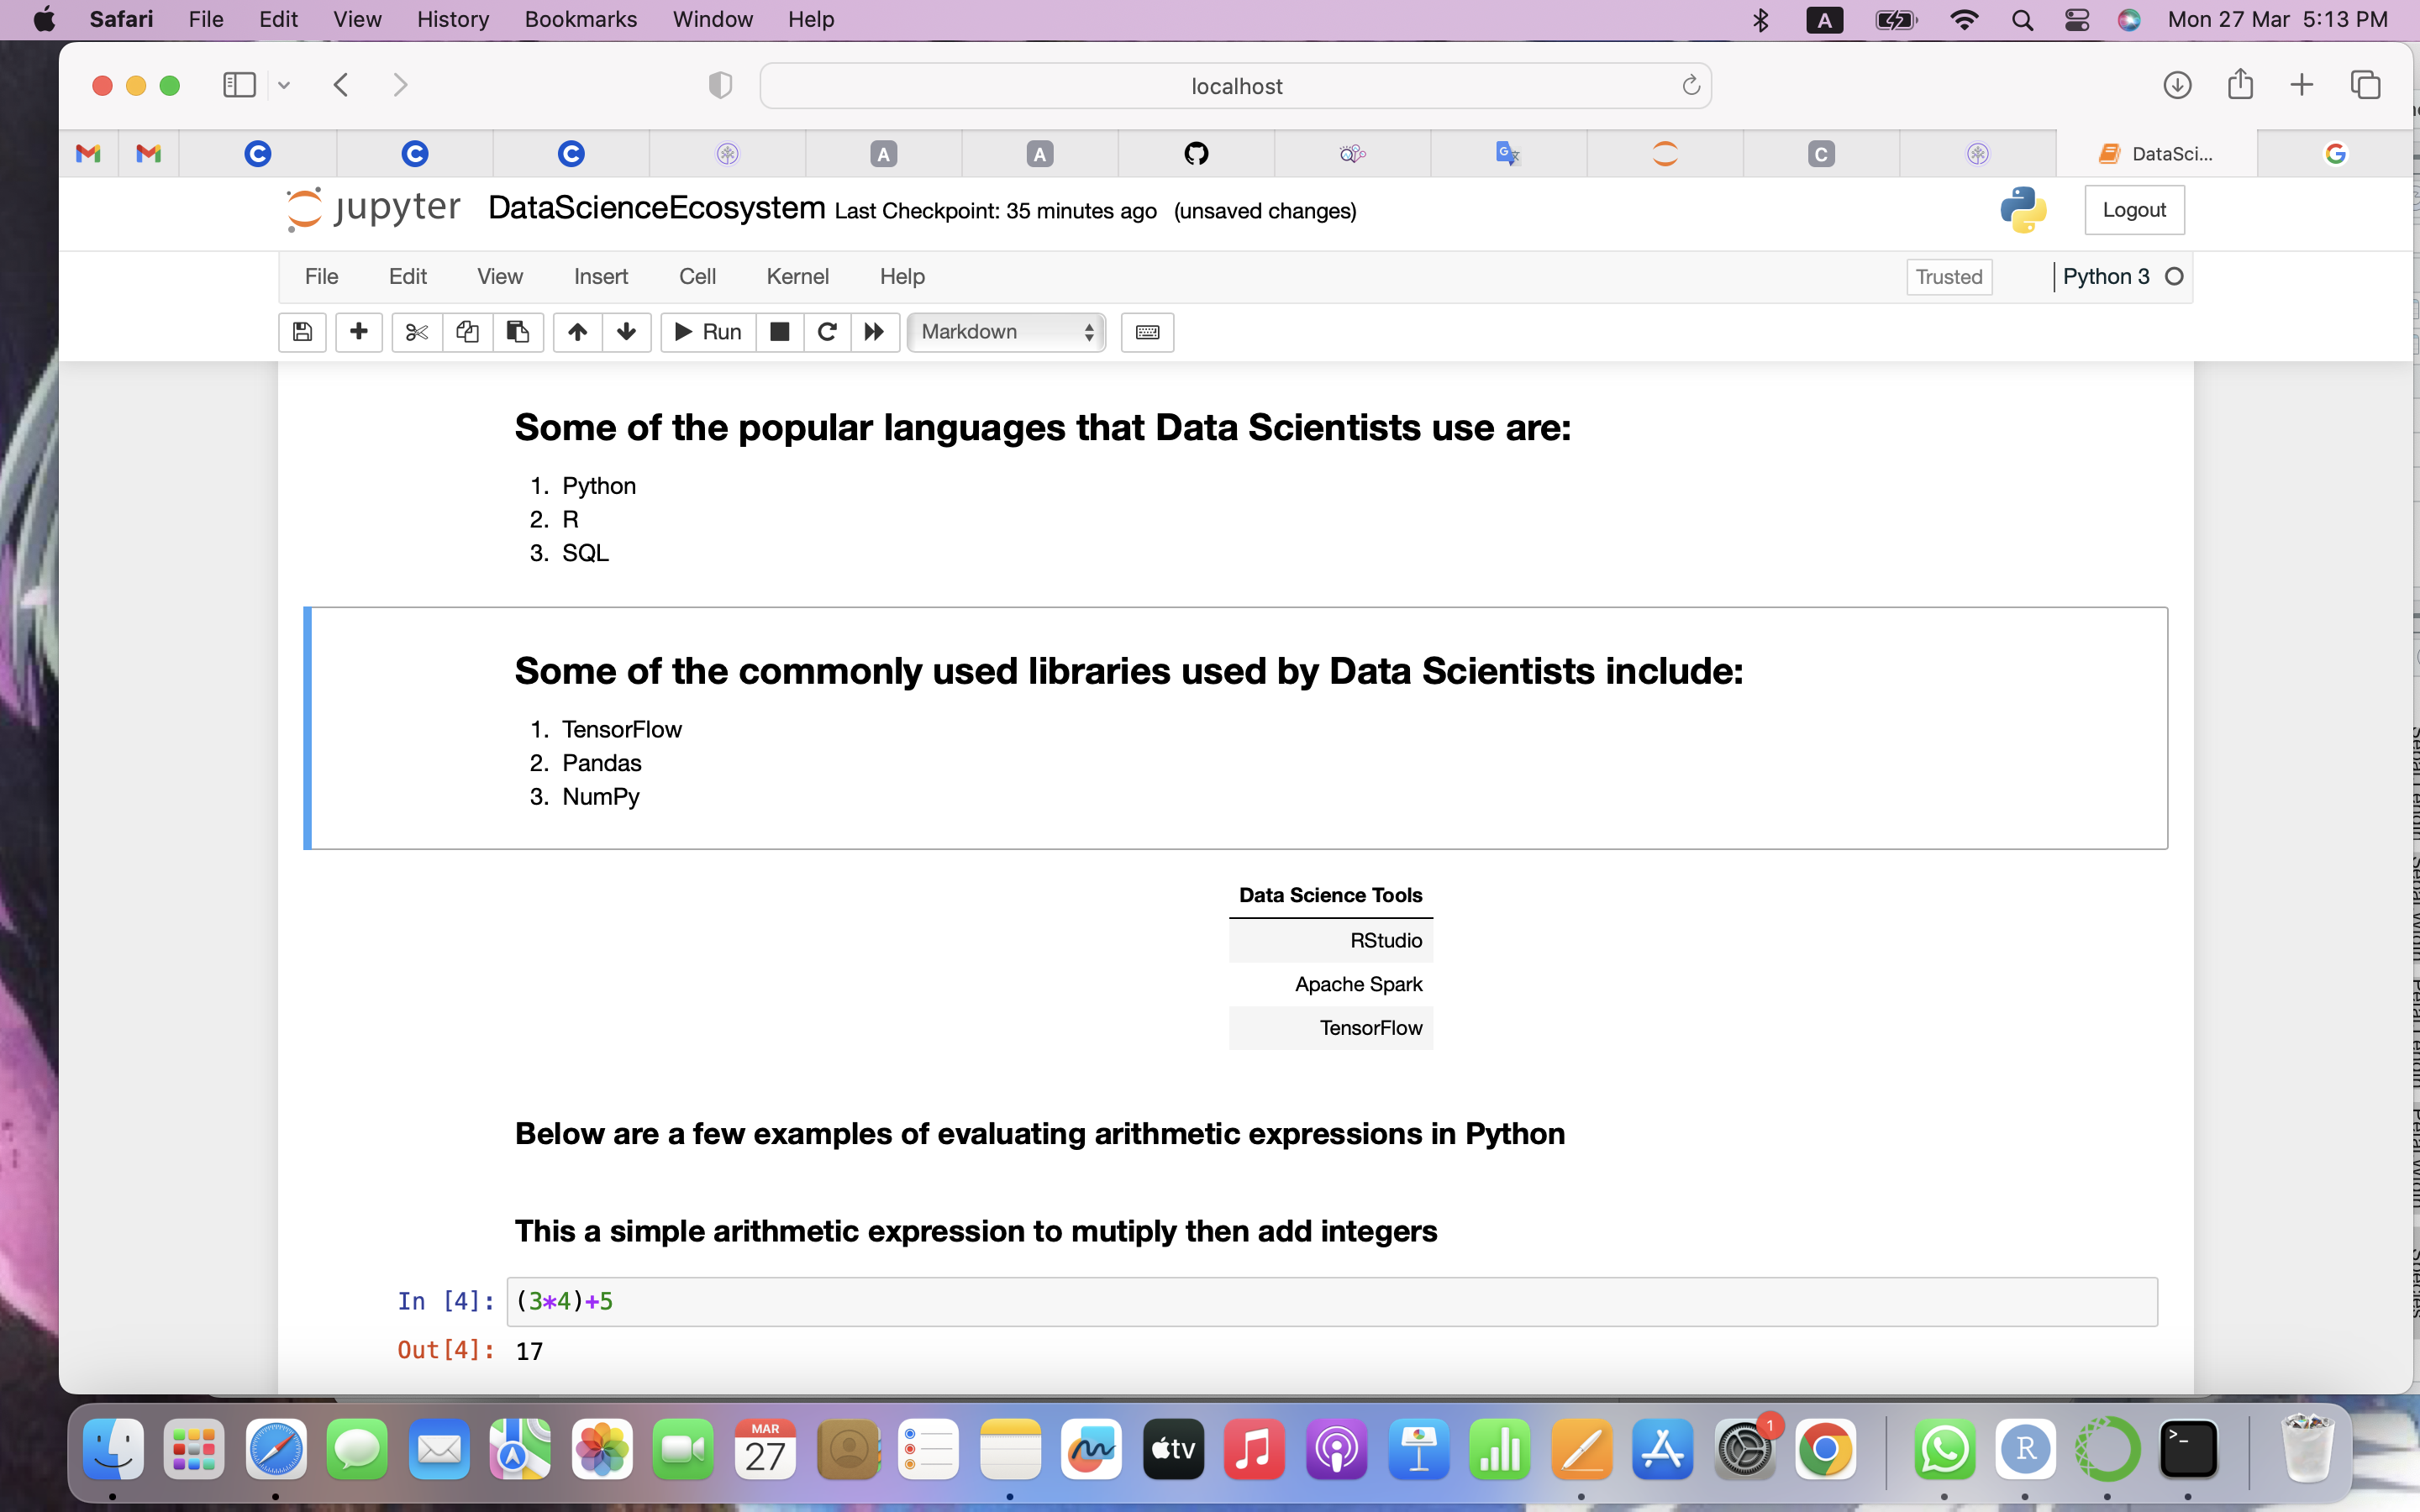 Safari File Edit View History Bookmarks Window Help A Mon 27 Mar 5:13 PM
localhost
C C C A A G C DataSci... G
jupyter DataScienceEcosystem Last Checkpoint: 35 minutes ago (unsaved changes) Logout
File Edit View Insert Cell Kernel Help Trusted Python 3
Run Markdown
Some of the popular languages that Data Scientists use are:
1. Python
2. R
3. SQL
Some of the commonly used libraries used by Data Scientists include:
1. TensorFlow
2. Pandas
3. NumPy
Data Science Tools
RStudio
Apache Spark
TensorFlow
Below are a few examples of evaluating arithmetic expressions in Python
This a simple arithmetic expression to mutiply then add integers
In [4]: (3*4)+5
Out[4]: 17
MAR
27
tv
1
R
>_